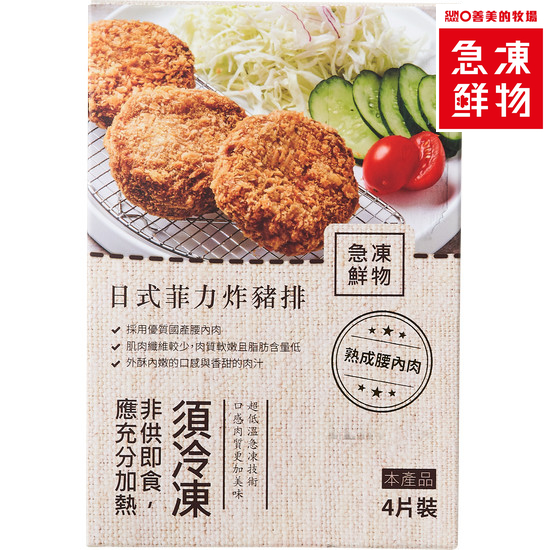 SUMO善美的牧場
急凍
鮮物
急凍
鮮物
日式菲力炸豬排
採用優質國產腰內肉
肌肉纖維較少，肉質軟嫩且脂肪含量低
外酥內嫩的口感與香甜的肉汁
熟成腰內肉
超低溫急凍技術
口感肉質更加美味
須冷凍
非供即食，
應充分加熱
本產品
4片裝